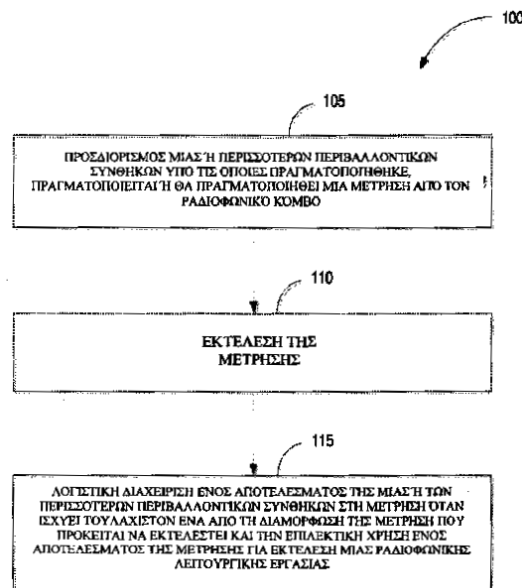 100
105
ΠΡΟΣΔΙΟΡΙΣΜΟΣ ΜΙΑΣ Ή ΠΕΡΙΣΣΟΤΕΡΩΝ ΠΕΡΙΒΑΛΛΟΝΤΙΚΩΝ
ΣΥΝΘΗΚΩΝ ΥΠΟ ΤΙΣ ΟΠΟΙΕΣ ΠΡΑΓΜΑΤΟΠΟΙΗΘΗΚΕ,
ΠΡΑΓΜΑΤΟΠΟΙΕΙΤΑΙ Ή ΘΑ ΠΡΑΓΜΑΤΟΠΟΙΗΘΕΙ ΜΙΑ ΜΕΤΡΗΣΗ ΑΠΟ ΤΟΝ
ΡΑΔΙΟΦΩΝΙΚΟ ΚΟΜΒΟ
110
ΕΚΤΕΛΕΣΗ ΤΗΣ
ΜΕΤΡΗΣΗΣ
115
ΛΟΓΙΣΤΙΚΗ ΔΙΑΧΕΙΡΙΣΗ ΕΝΟΣ ΑΠΟΤΕΛΕΣΜΑΤΟΣ ΤΗΣ ΜΙΑΣ Ή ΤΩΝ
ΠΕΡΙΣΣΟΤΕΡΩΝ ΠΕΡΙΒΑΛΛΟΝΤΙΚΩΝ ΣΥΝΘΗΚΩΝ ΣΤΗ ΜΕΤΡΗΣΗ ΟΤΑΝ
ΙΣΧΥΕΙ ΤΟΥΛΑΧΙΣΤΟΝ ΕΝΑ ΑΠΟ ΤΗ ΔΙΑΜΟΡΦΩΣΗ ΤΗΣ ΜΕΤΡΗΣΗ ΠΟΥ
ΠΡΟΚΕΙΤΑΙ ΝΑ ΕΚΤΕΛΕΣΤΕΙ ΚΑΙ ΤΗΝ ΕΠΙΛΕΚΤΙΚΗ ΧΡΗΣΗ ΕΝΟΣ
ΑΠΟΤΕΛΕΣΜΑΤΟΣ ΤΗΣ ΜΕΤΡΗΣΗΣ ΓΙΑ ΕΚΤΕΛΕΣΗ ΜΙΑΣ ΡΑΔΙΟΦΩΝΙΚΗΣ
ΛΕΙΤΟΥΡΓΙΚΗΣ ΕΡΓΑΣΙΑΣ